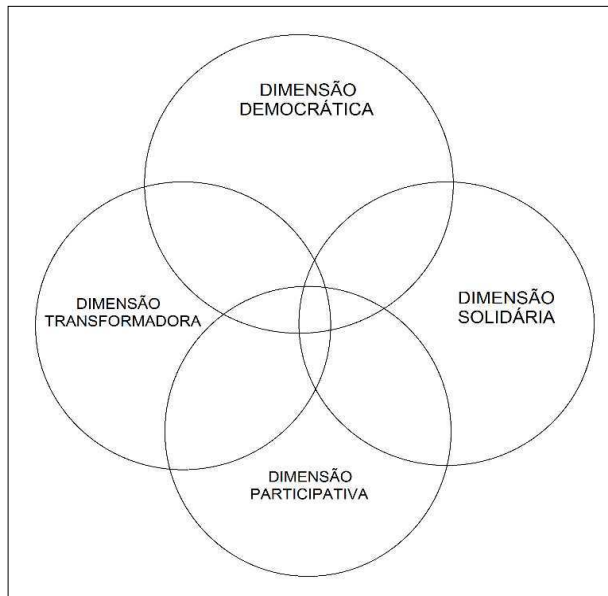 DIMENSÃO
DEMOCRÁTICA
DIMENSÃO
TRANSFORMADORA
DIMENSÃO
SOLIDÁRIA
DIMENSÃO
PARTICIPATIVA